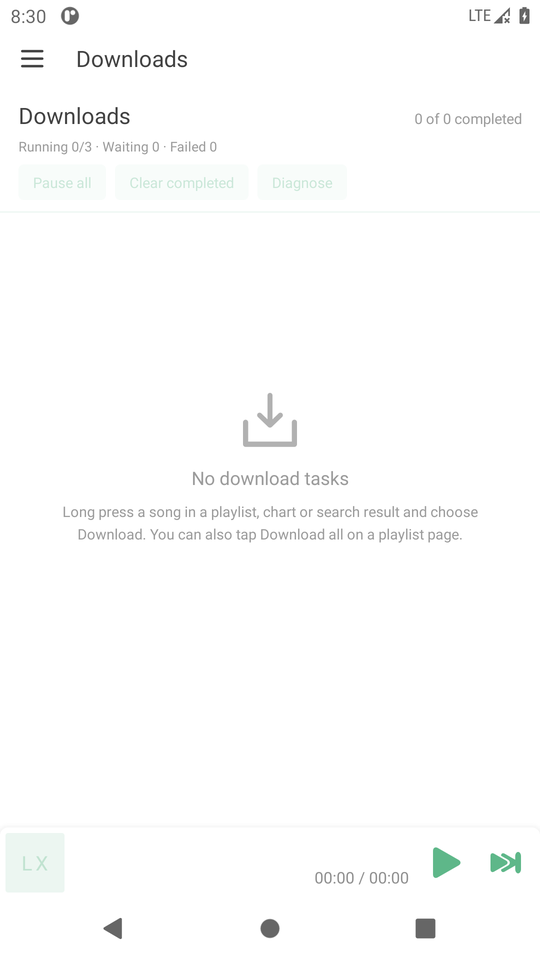 8:30
LTE
Downloads
Downloads
0 of 0 completed
Running 0/3 · Waiting 0 · Failed 0
Pause all
Clear completed
Diagnose
No download tasks
Long press a song in a playlist, chart or search result and choose
Download. You can also tap Download all on a playlist page.
LX
00:00 / 00:00